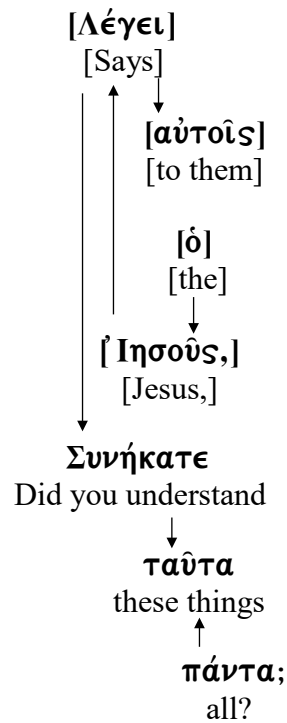 [Λέγει]
[Says]
[αὐτοῖς]
[to them]
[ὁ]
[the]
[Ἰησοῦς,]
[Jesus,]
Συνήκατε
Did you understand
ταῦτα
these things
πάντα;
all?